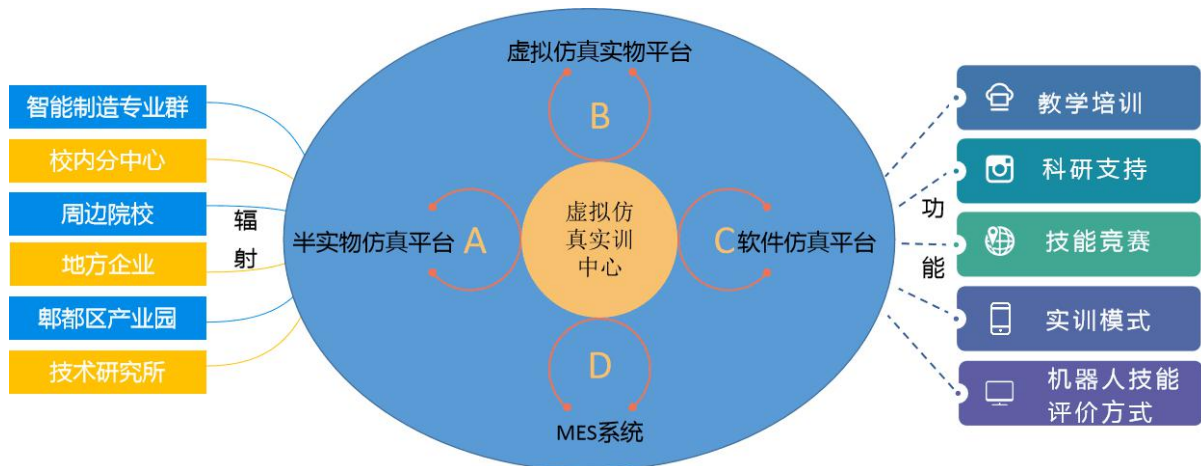 智能制造专业群
校内分中心
周边院校
地方企业
郫都区产业园
技术研究所
辐
射
虚拟仿真实物平台
B
半实物仿真平台
A
虚拟仿
真实训
中心
C
软件仿真平台
D
MES系统
功
能
教学培训
科研支持
技能竞赛
实训模式
机器人技能
评价方式